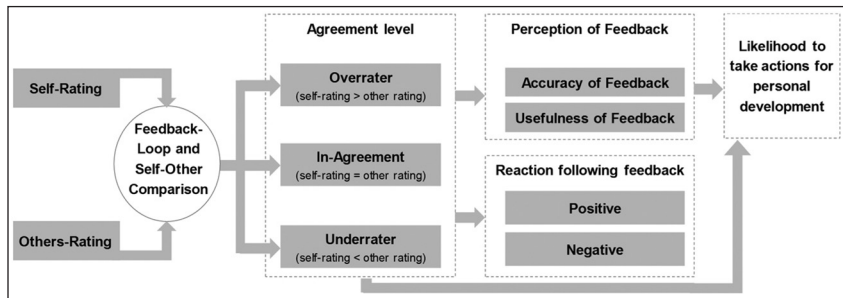 Self-Rating
Others-Rating
Feedback-
Loop and
Self-Other
Comparison
Agreement level
Overrater
(self-rating > other rating)
In-Agreement
(self-rating = other rating)
Underrater
(self-rating < other rating)
Perception of Feedback
Accuracy of Feedback
Usefulness of Feedback
Reaction following feedback
Positive
Negative
Likelihood to
take actions for
personal
development